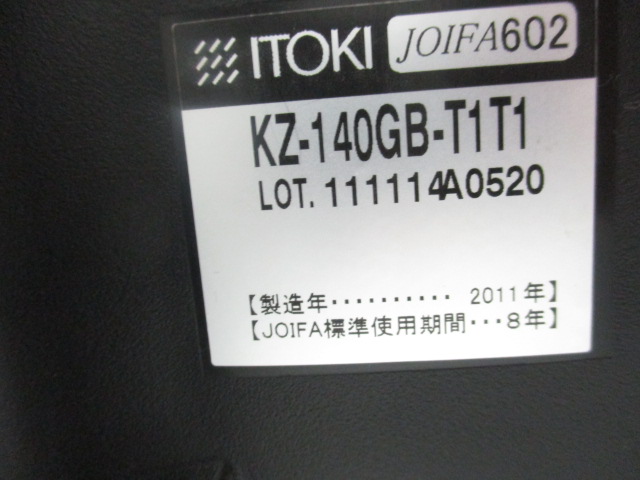 ITOKI JOIFA602
KZ-140GB-T1T1
LOT. 111114A0520
【製造年・・・・・・・・・・ 2011年】
【JOIFA標準使用期間・・・8年】